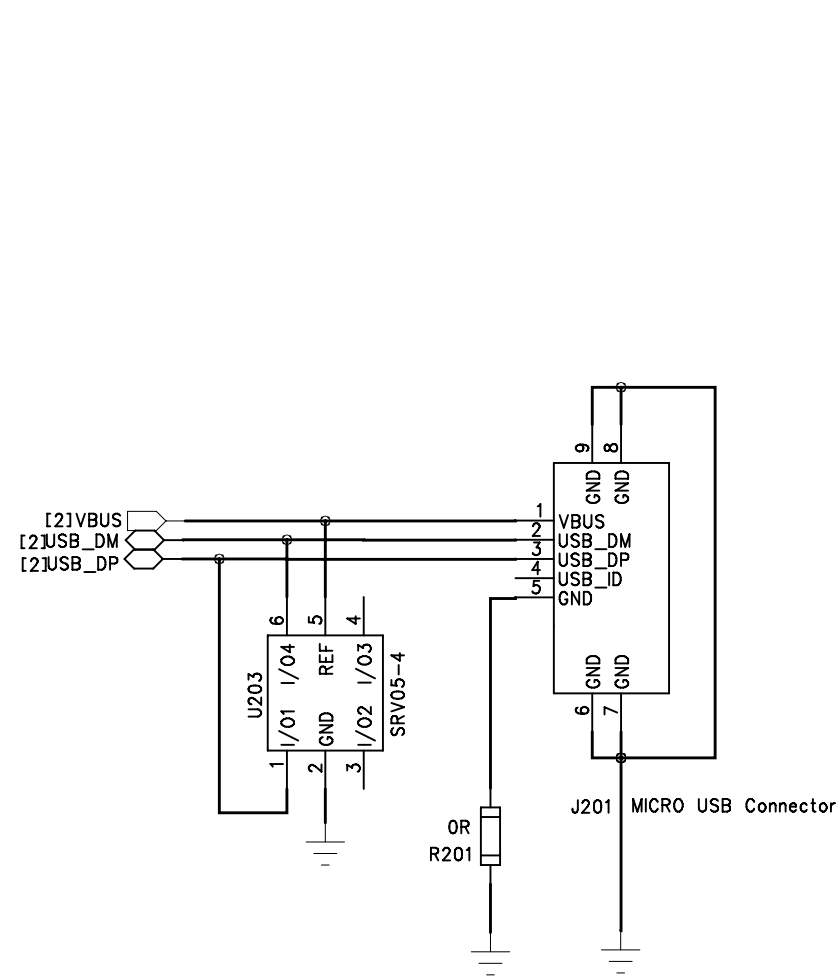 9
8
GND
GND
[2]VBUS
1
VBUS
[2]USB_DM
2
USB_DM
[2]USB_DP
3
USB_DP
4
USB_ID
5
GND
6
5
4
I/O4
REF
I/O3
U203
SRV05-4
I/O1
GND
I/O2
1
2
3
GND
GND
6
7
J201
MICRO USB Connector
0R
R201